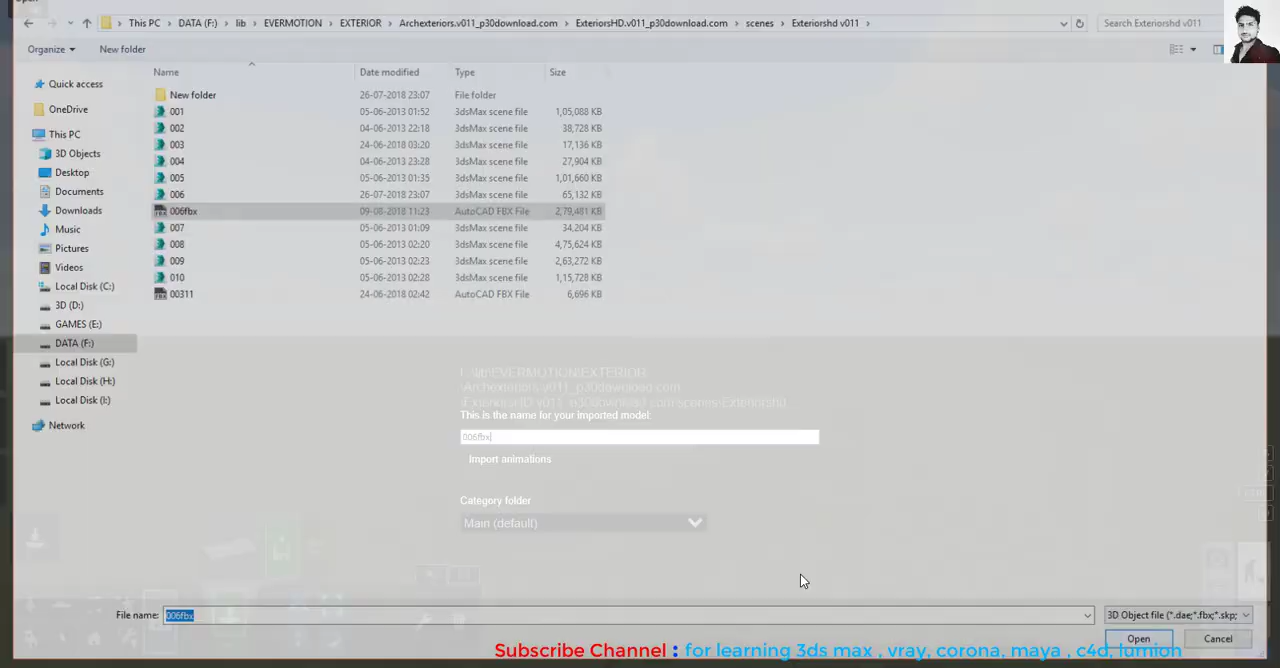 Open
This PC > DATA (F:) > lib > EVERMOTION > EXTERIOR > Archexteriors.v011_p30download.com > ExteriorsHD.v011_p30download.com > scenes > Exteriorshd v011 >
Search Exteriorshd v011
Organize
New folder
Name Date modified Type Size
New folder 26-07-2018 23:07 File folder
001 05-06-2013 01:52 3dsMax scene file 1,05,088 KB
002 04-06-2013 22:18 3dsMax scene file 38,728 KB
003 24-06-2018 03:20 3dsMax scene file 17,136 KB
004 04-06-2013 23:28 3dsMax scene file 27,904 KB
005 05-06-2013 01:35 3dsMax scene file 1,01,660 KB
006 26-07-2018 23:07 3dsMax scene file 65,132 KB
006fbx 09-08-2018 11:23 AutoCAD FBX File 2,79,481 KB
007 05-06-2013 01:09 3dsMax scene file 34,204 KB
008 05-06-2013 02:20 3dsMax scene file 4,75,624 KB
009 05-06-2013 02:23 3dsMax scene file 2,63,272 KB
010 05-06-2013 02:28 3dsMax scene file 1,15,728 KB
00311 24-06-2018 02:42 AutoCAD FBX File 6,696 KB
Quick access
OneDrive
This PC
3D Objects
Desktop
Documents
Downloads
Music
Pictures
Videos
Local Disk (C:)
3D (D:)
GAMES (E:)
DATA (F:)
Local Disk (G:)
Local Disk (H:)
Local Disk (I:)
Network
\lib\EVERMOTION\EXTERIOR
\Archexteriors.v011_p30download.com
This is the name for your imported model:
006fbx
Import animations
Category folder
Main (default)
File name: 006fbx
3D Object file (*.dae;*.fbx;*.skp;
Open
Cancel
Subscribe Channel : for learning 3ds max , vray, corona, maya , c4d, lumion